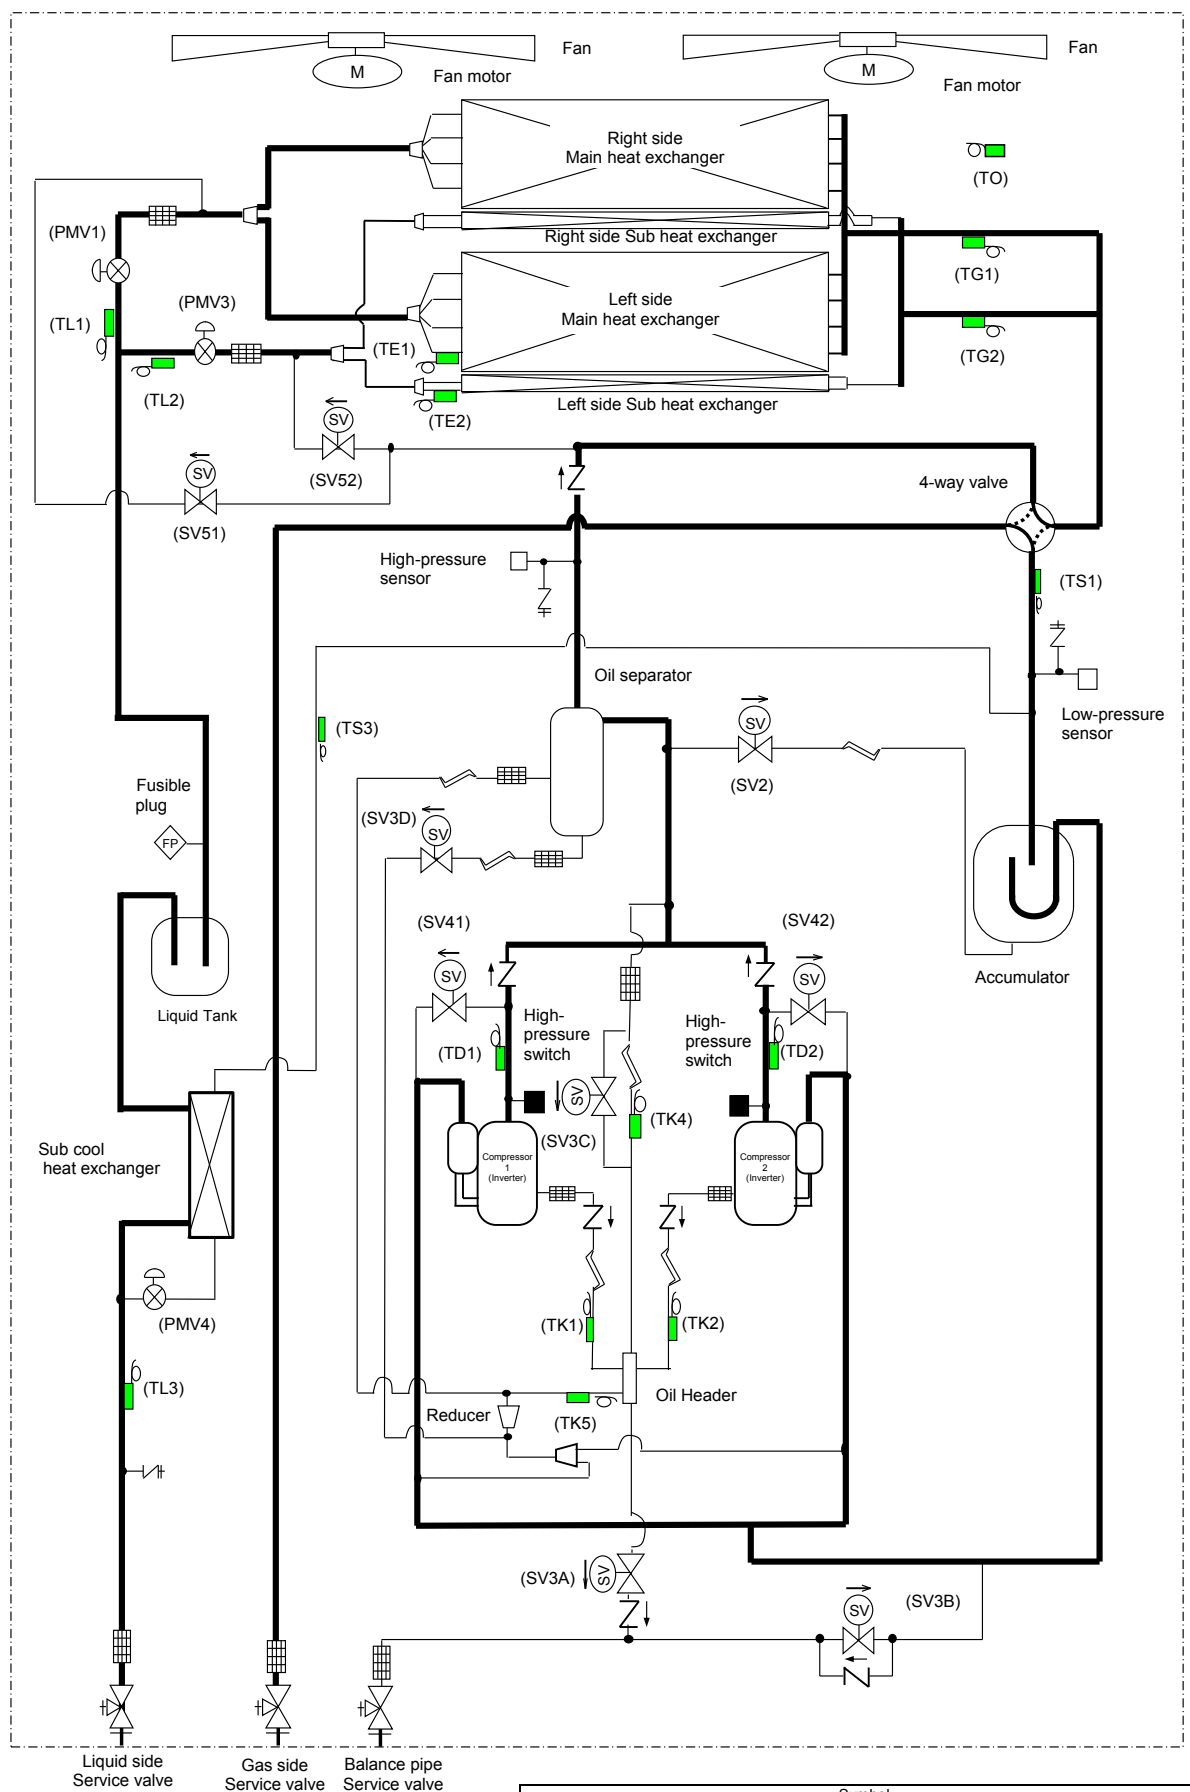 Fan
Fan
M
M
Fan motor
Fan motor
Right side
Main heat exchanger
(TO)
(PMV1)
Right side Sub heat exchanger
(TG1)
(PMV3)
Left side
Main heat exchanger
(TL1)
(TE1)
(TG2)
(TL2)
(TE2)
Left side Sub heat exchanger
SV
(SV52)
SV
(SV51)
4-way valve
High-pressure
sensor
(TS1)
Oil separator
(TS3)
SV
(SV2)
Low-pressure
sensor
Fusible
plug
FP
(SV3D)
SV
(SV41)
(SV42)
SV
SV
Accumulator
Liquid Tank
High-
pressure
switch
High-
pressure
switch
(TD1)
(TD2)
SV
(SV3C)
(TK4)
Sub cool
heat exchanger
Compressor
1
(Inverter)
Compressor
2
(Inverter)
(PMV4)
(TK1)
(TK2)
(TL3)
Oil Header
Reducer
(TK5)
(SV3A)
SV
SV
(SV3B)
Liquid side
Service valve
Gas side
Service valve
Balance pipe
Service valve
Symbol